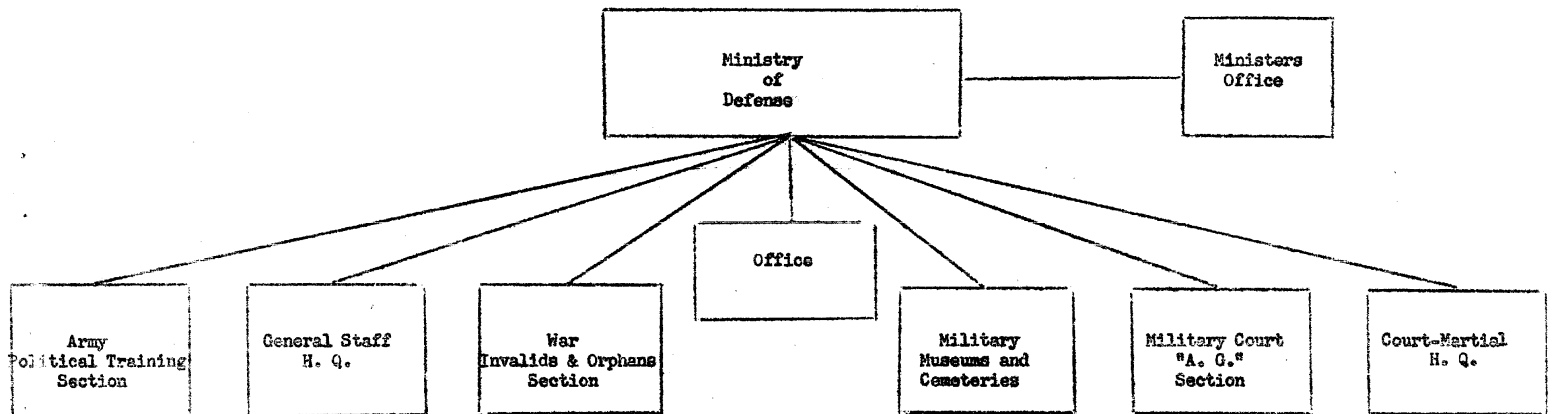 Ministry
of
Defense
Ministers
Office
Office
Army
Political Training
Section
General Staff
H. Q.
War
Invalids & Orphans
Section
Military
Museums and
Cemeteries
Military Court
"A. G."
Section
Court-Martial
H. Q.